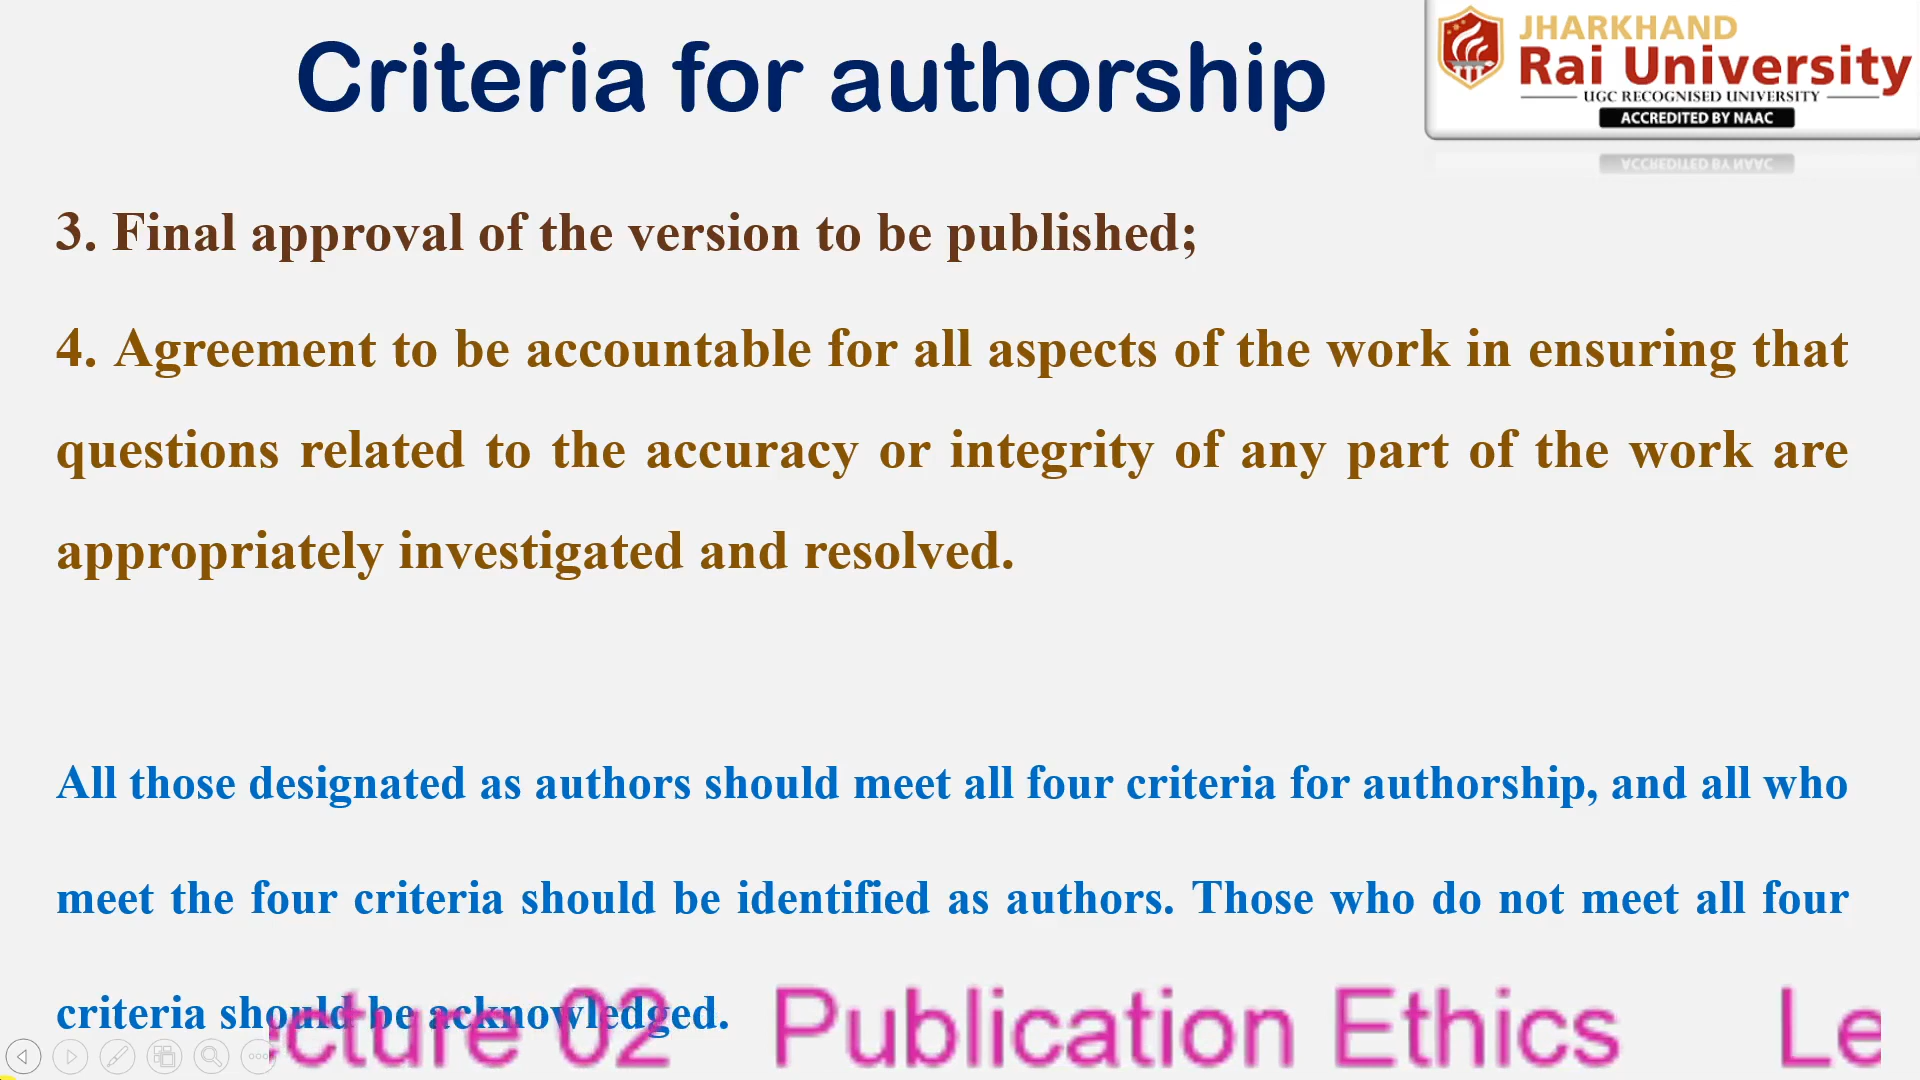 Criteria for authorship
JHARKHAND
Rai University
UGC RECOGNISED UNIVERSITY
ACCREDITED BY NAAC
3. Final approval of the version to be published;
4. Agreement to be accountable for all aspects of the work in ensuring that
questions related to the accuracy or integrity of any part of the work are
appropriately investigated and resolved.
All those designated as authors should meet all four criteria for authorship, and all who
meet the four criteria should be identified as authors. Those who do not meet all four
criteria should be acknowledged.
cture 02 Publication Ethics Le